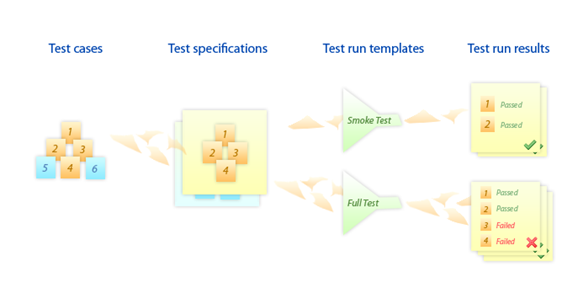 Test cases
Test specifications
Test run templates
Test run results
1
2 3
5 4 6
1
2 3
4
Smoke Test
Full Test
1 Passed
2 Passed
1 Passed
2 Passed
3 Failed
4 Failed